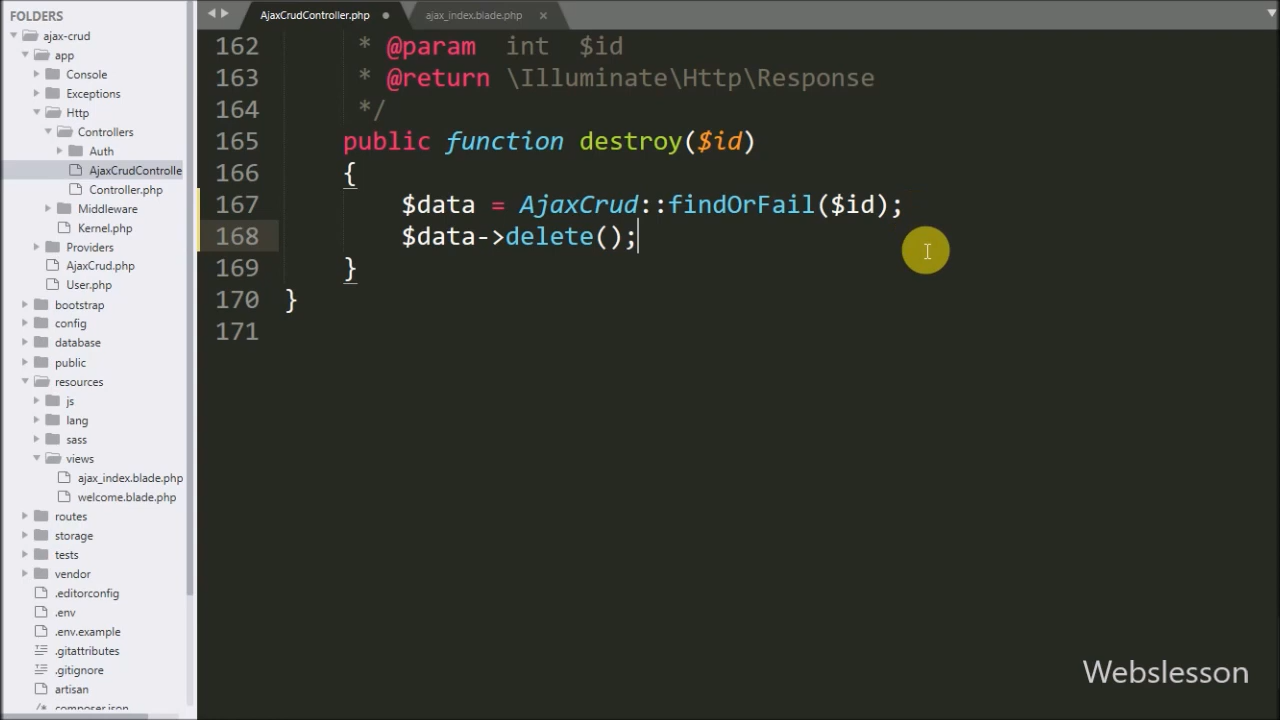 FOLDERS
ajax-crud
app
Console
Exceptions
Http
Controllers
Auth
AjaxCrudControlle
Controller.php
Middleware
Kernel.php
Providers
AjaxCrud.php
User.php
bootstrap
config
database
public
resources
js
lang
sass
views
ajax_index.blade.php
welcome.blade.php
routes
storage
tests
vendor
.editorconfig
.env
.env.example
.gitattributes
.gitignore
artisan
composer.json
AjaxCrudController.php
ajax_index.blade.php
162 * @param int $id
163 * @return \Illuminate\Http\Response
164 */
165 public function destroy($id)
166 {
167 $data = AjaxCrud::findOrFail($id);
168 $data->delete();
169 }
170 }
171
Webslesson